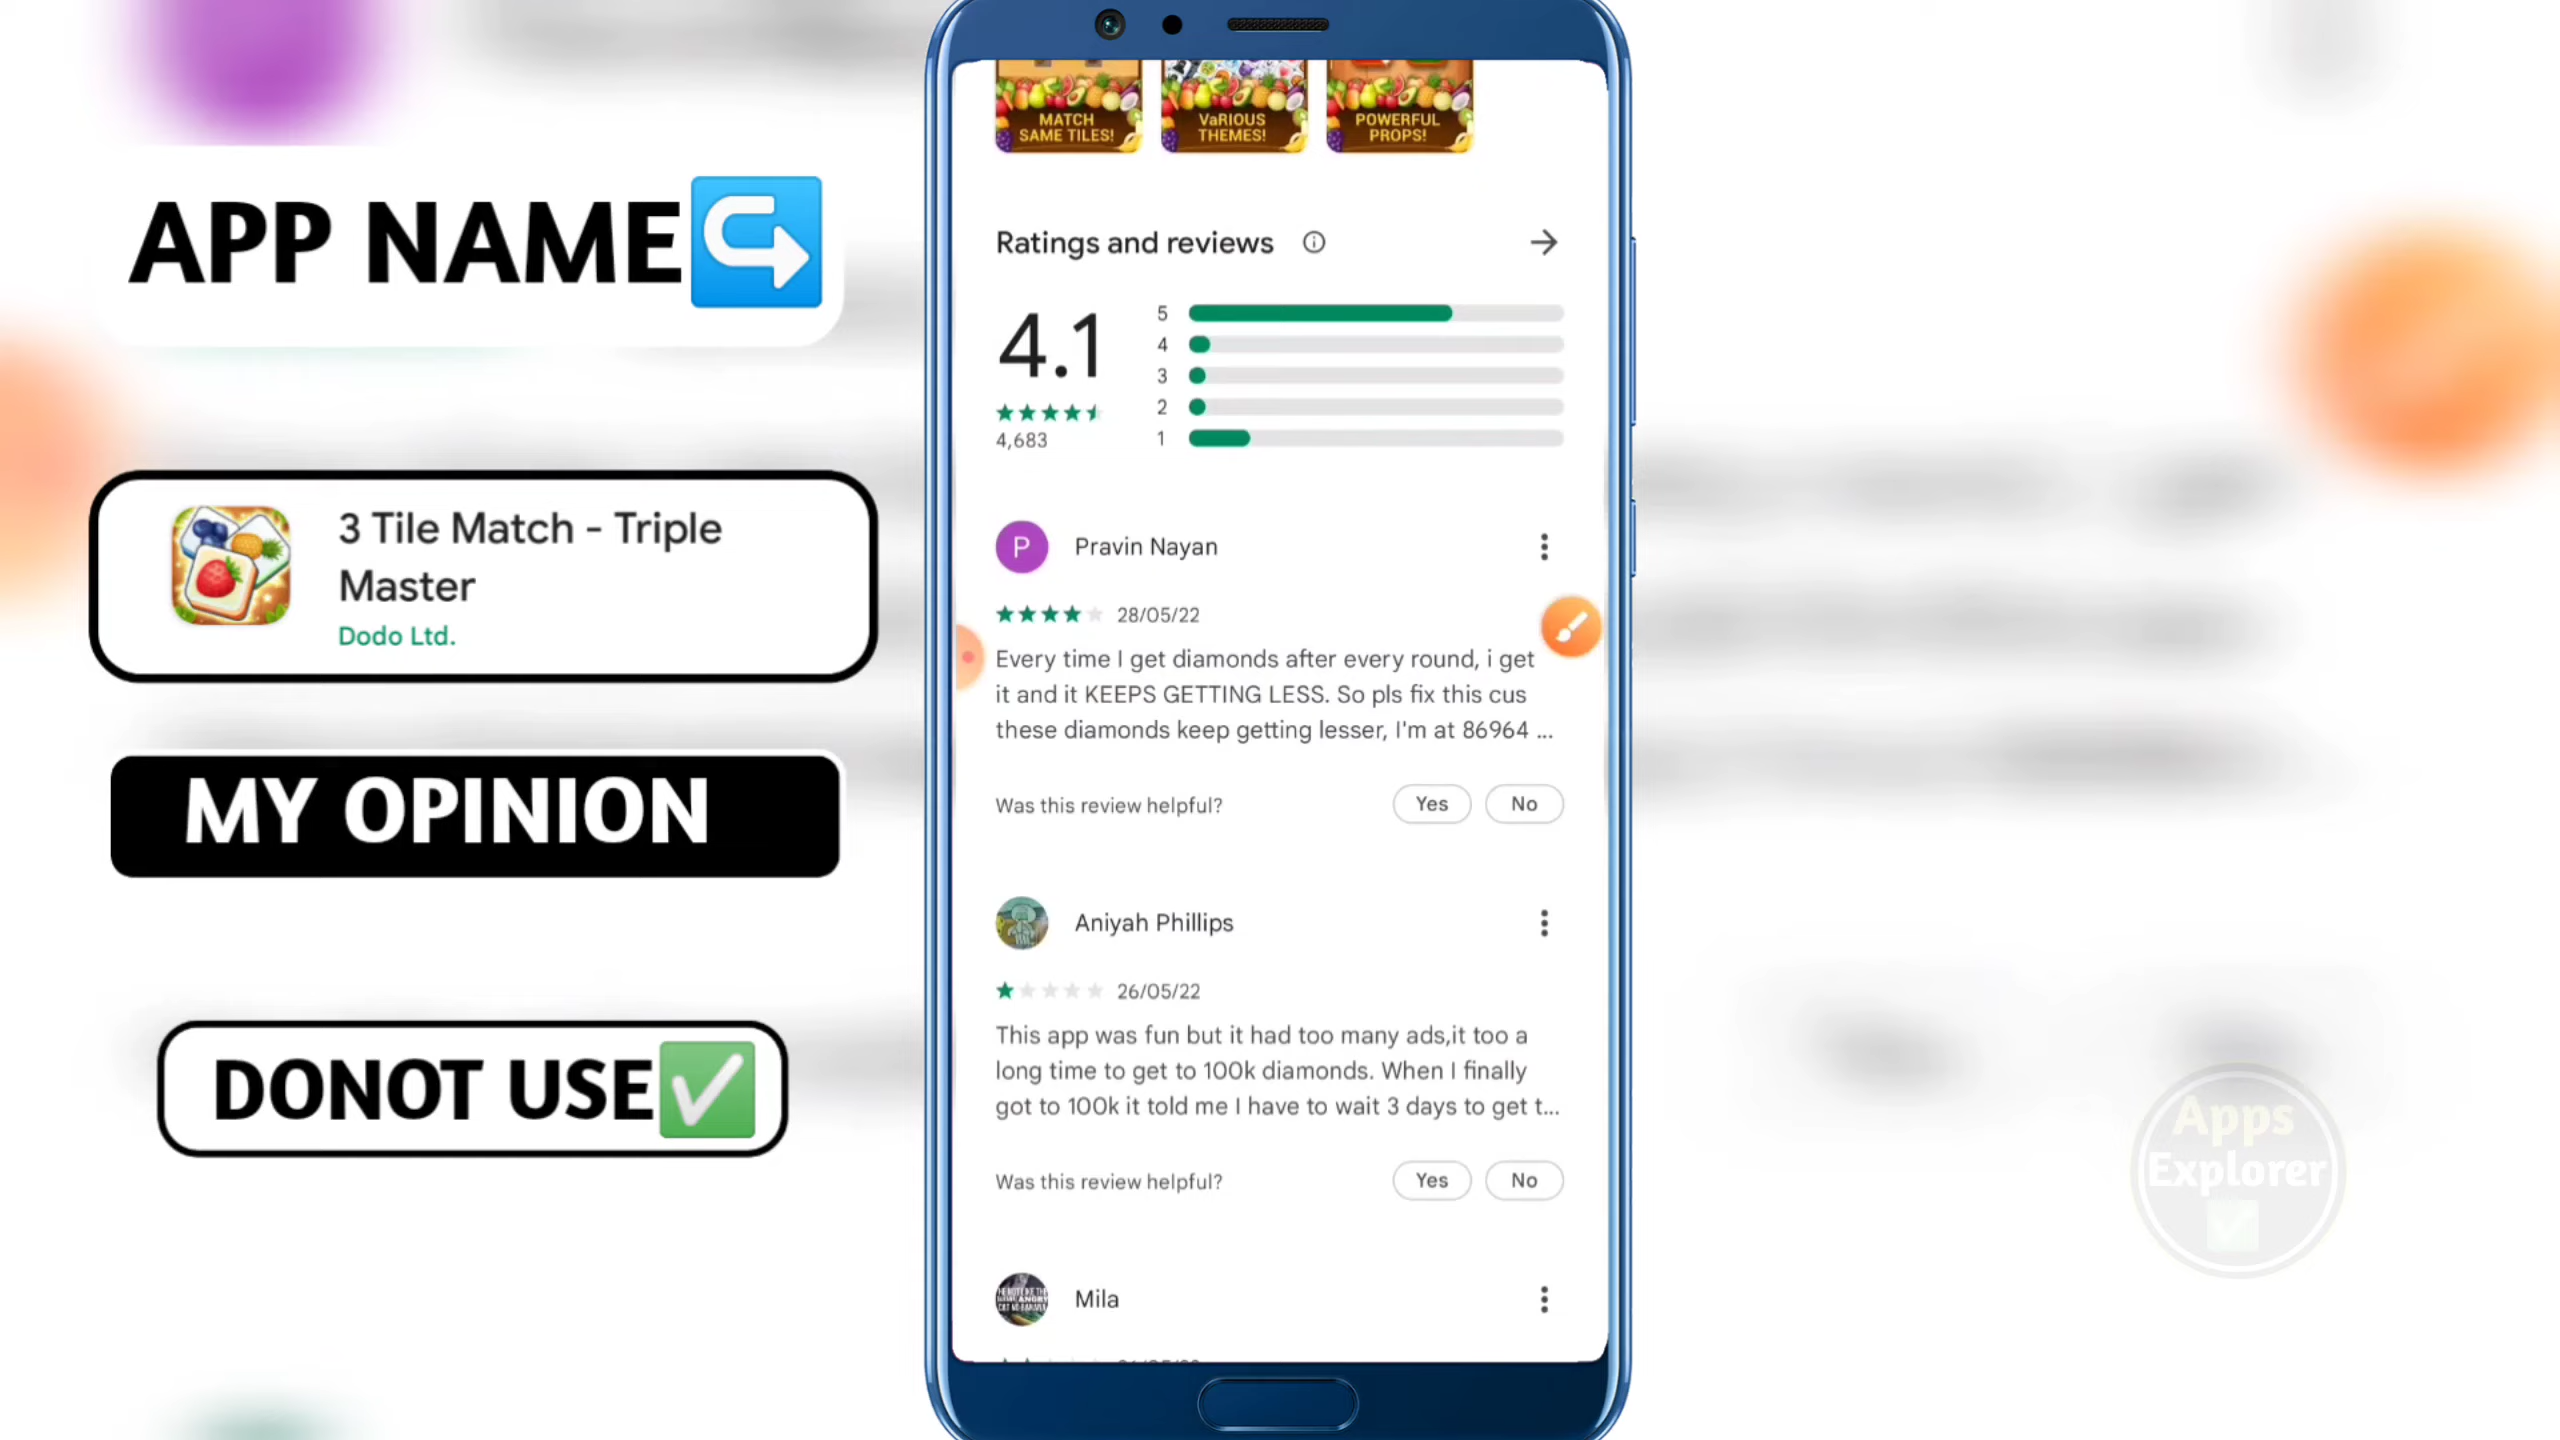 APP NAME
3 Tile Match - Triple
Master
Dodo Ltd.
MY OPINION
DONOT USE
MATCH
SAME TILES!
VaRIOUS
THEMES!
POWERFUL
PROPS!
Ratings and reviews
4.1
4,683
5
4
3
2
1
P
Pravin Nayan
28/05/22
Every time I get diamonds after every round, i get
it and it KEEPS GETTING LESS. So pls fix this cus
these diamonds keep getting lesser, I'm at 86964 ...
Was this review helpful?
Yes
No
Aniyah Phillips
26/05/22
This app was fun but it had too many ads,it too a
long time to get to 100k diamonds. When I finally
got to 100k it told me I have to wait 3 days to get t...
Was this review helpful?
Yes
No
Mila
Apps
Explorer